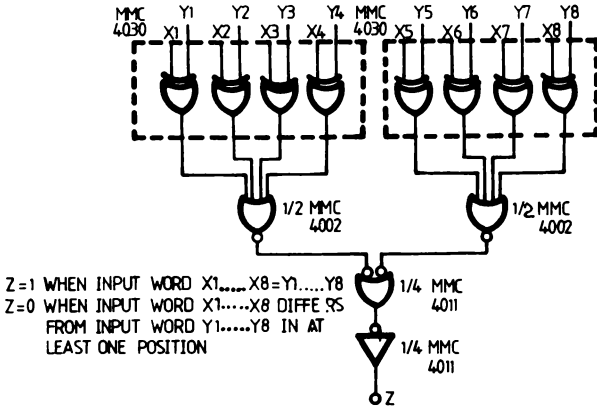 MMC 4030 Y1 Y2 Y3 Y4 MMC 4030 Y5 Y6 Y7 Y8
X1 X2 X3 X4 X5 X6 X7 X8
1/2 MMC 4002
1/2 MMC 4002
Z=1 WHEN INPUT WORD X1.....X8=Y1.....Y8
Z=0 WHEN INPUT WORD X1.....X8 DIFFE.RS
FROM INPUT WORD Y1.....Y8 IN AT
LEAST ONE POSITION
1/4 MMC 4011
1/4 MMC 4011
Z